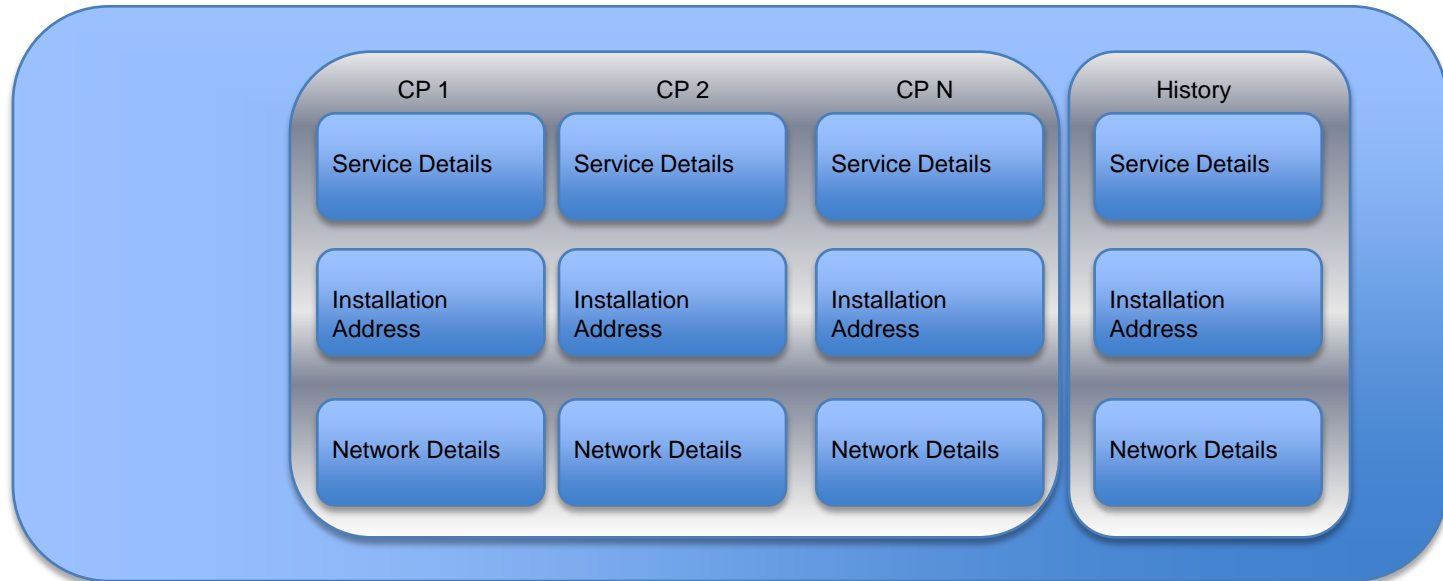 CP 1
CP 2
CP N
History
Service Details
Service Details
Service Details
Service Details
Installation
Address
Installation
Address
Installation
Address
Installation
Address
Network Details
Network Details
Network Details
Network Details